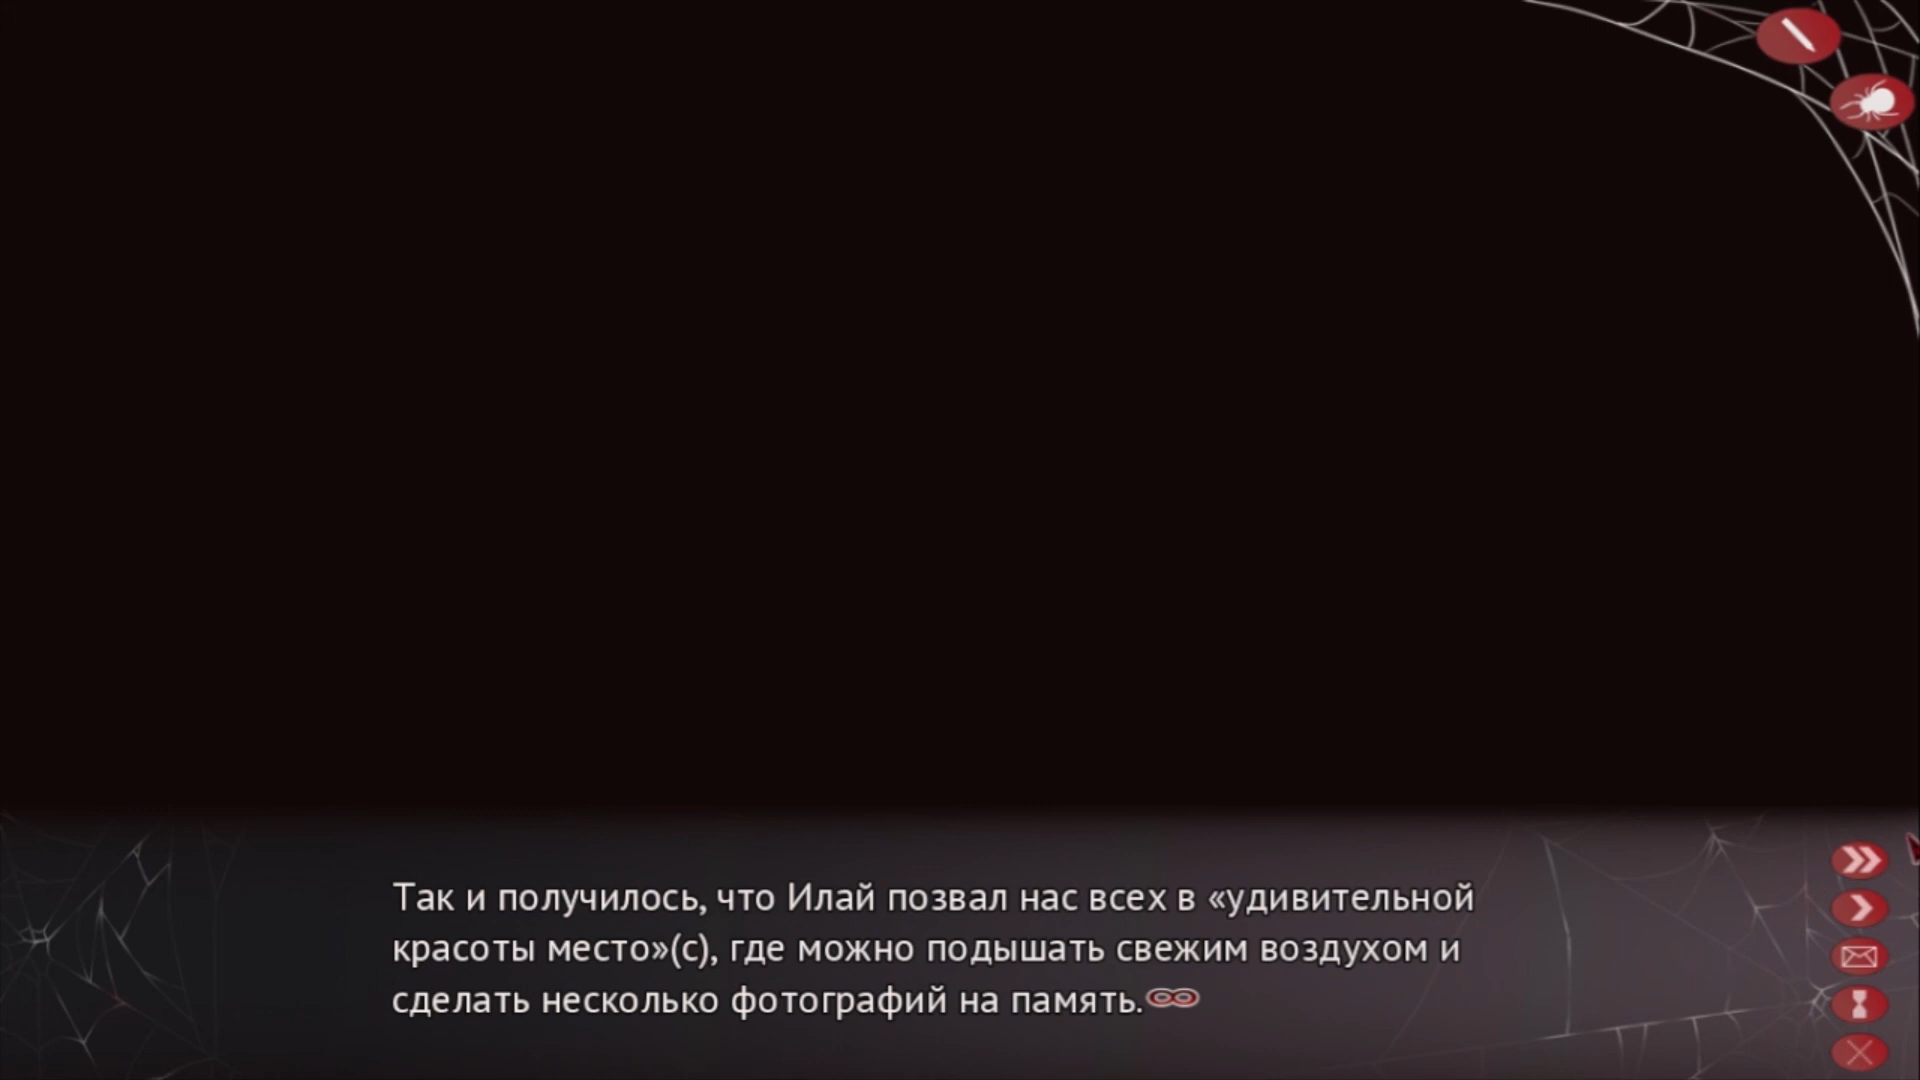 Так и получилось, что Илай позвал нас всех в «удивительной
красоты место»(с), где можно подышать свежим воздухом и
сделать несколько фотографий на память.